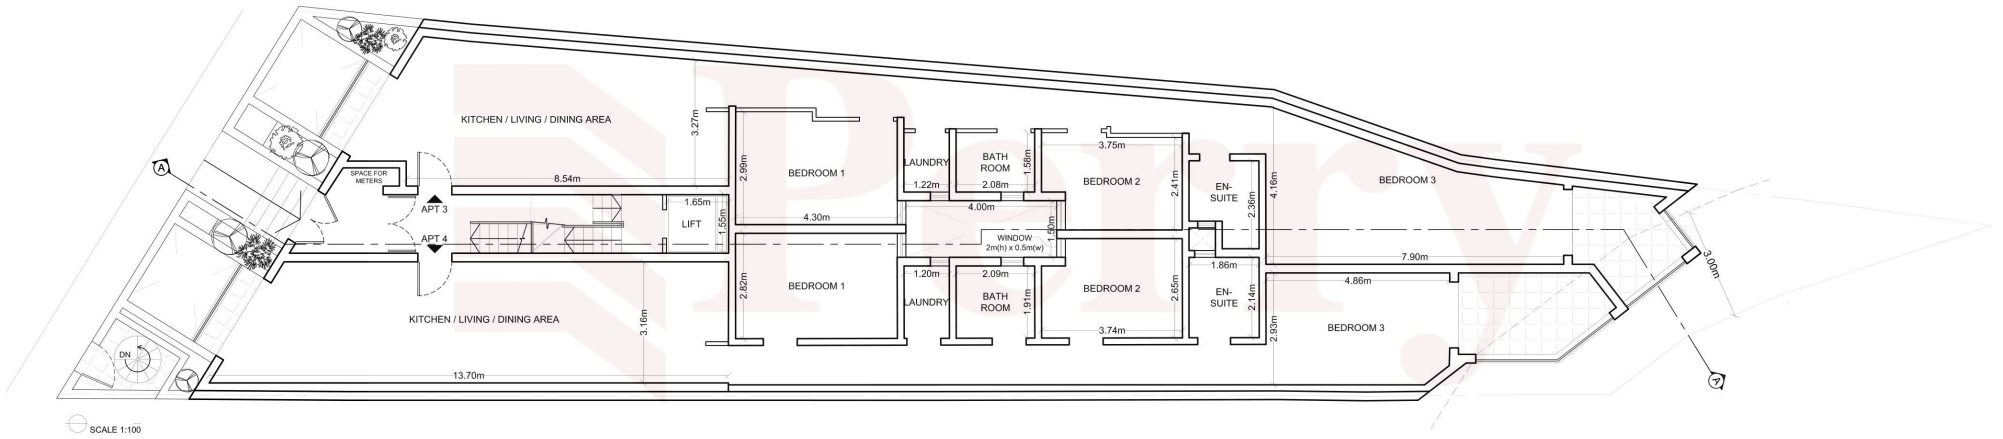 A
KITCHEN / LIVING / DINING AREA
3.27m
8.54m
SPACE FOR
METERS
APT 3
APT 4
1.65m
LIFT
1.55m
2.99m
BEDROOM 1
4.30m
LAUNDRY
1.22m
BATH
ROOM
1.58m
2.08m
4.00m
1.50m
WINDOW
2m(h) x 0.5m(w)
3.75m
BEDROOM 2
2.41m
EN-
SUITE
2.36m
4.16m
BEDROOM 3
7.90m
3.00m
KITCHEN / LIVING / DINING AREA
3.16m
13.70m
DN
2.82m
BEDROOM 1
1.20m
LAUNDRY
2.09m
BATH
ROOM
1.91m
BEDROOM 2
2.65m
3.74m
1.86m
EN-
SUITE
2.14m
2.93m
4.86m
BEDROOM 3
A
Perry
SCALE 1:100